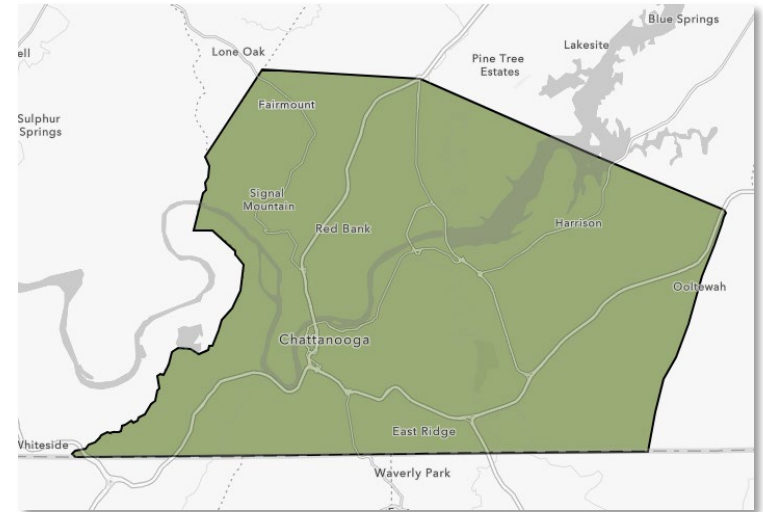 Blue Springs
Lakesite
Lone Oak
ell
Pine Tree
Estates
Fairmount
Sulphur
Springs
Signal
Mountain
Red Bank
Harrison
Ooltewah
Chattanooga
East Ridge
Whiteside
Waverly Park